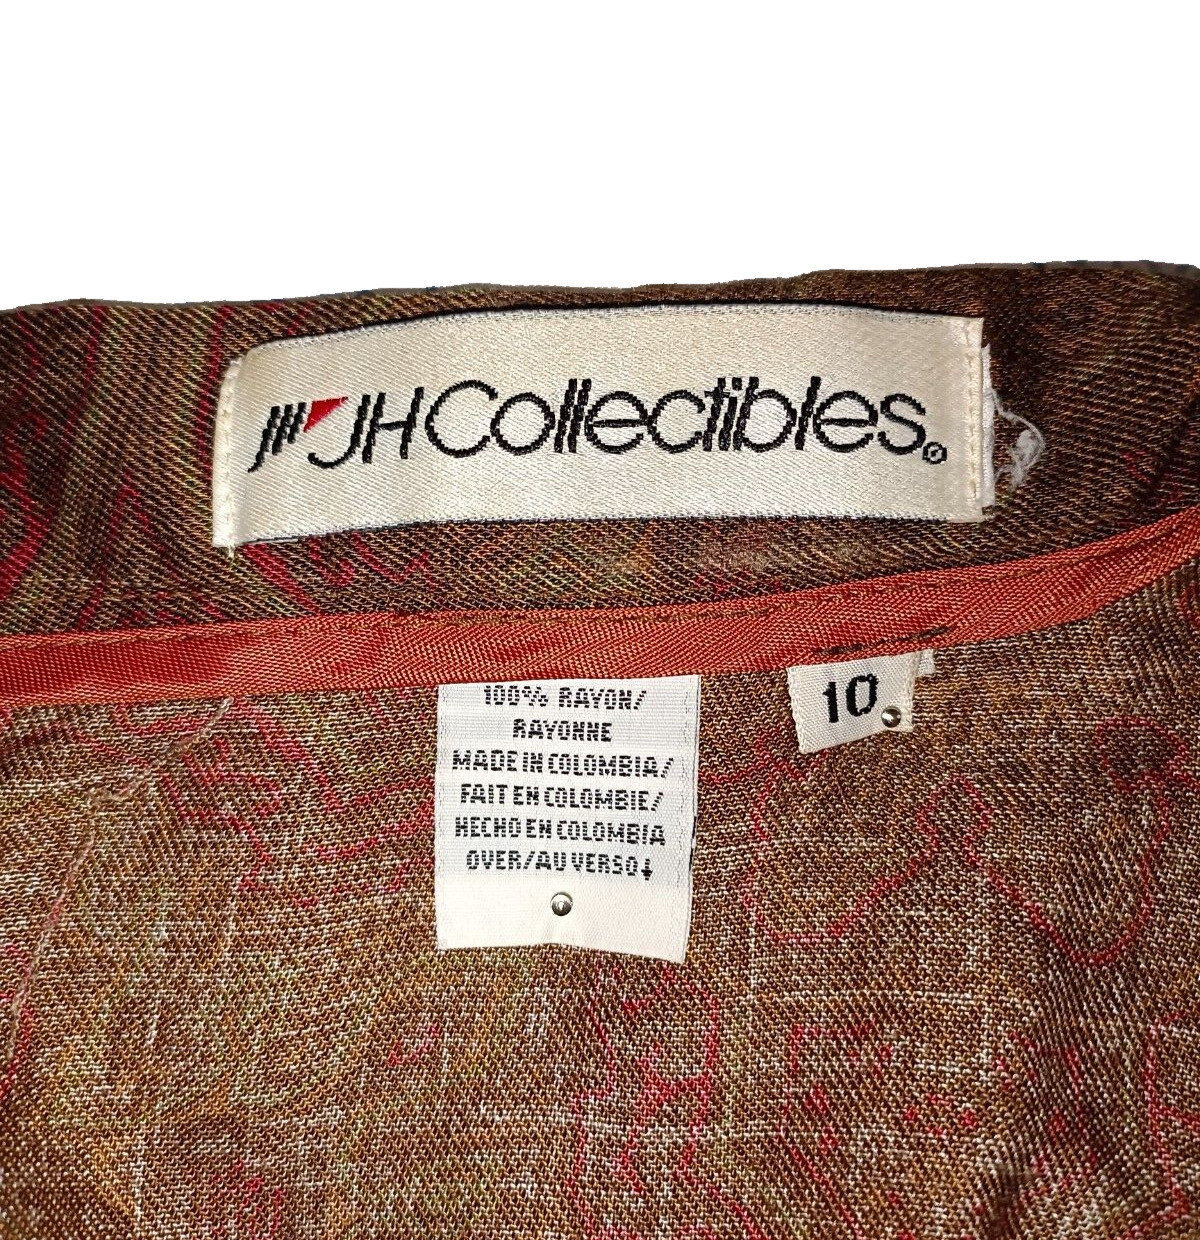 JH Collectibles®
10
100% RAYON/
RAYONNE
MADE IN COLOMBIA/
FAIT EN COLOMBIE/
HECHO EN COLOMBIA
OVER/AU VERSO↓